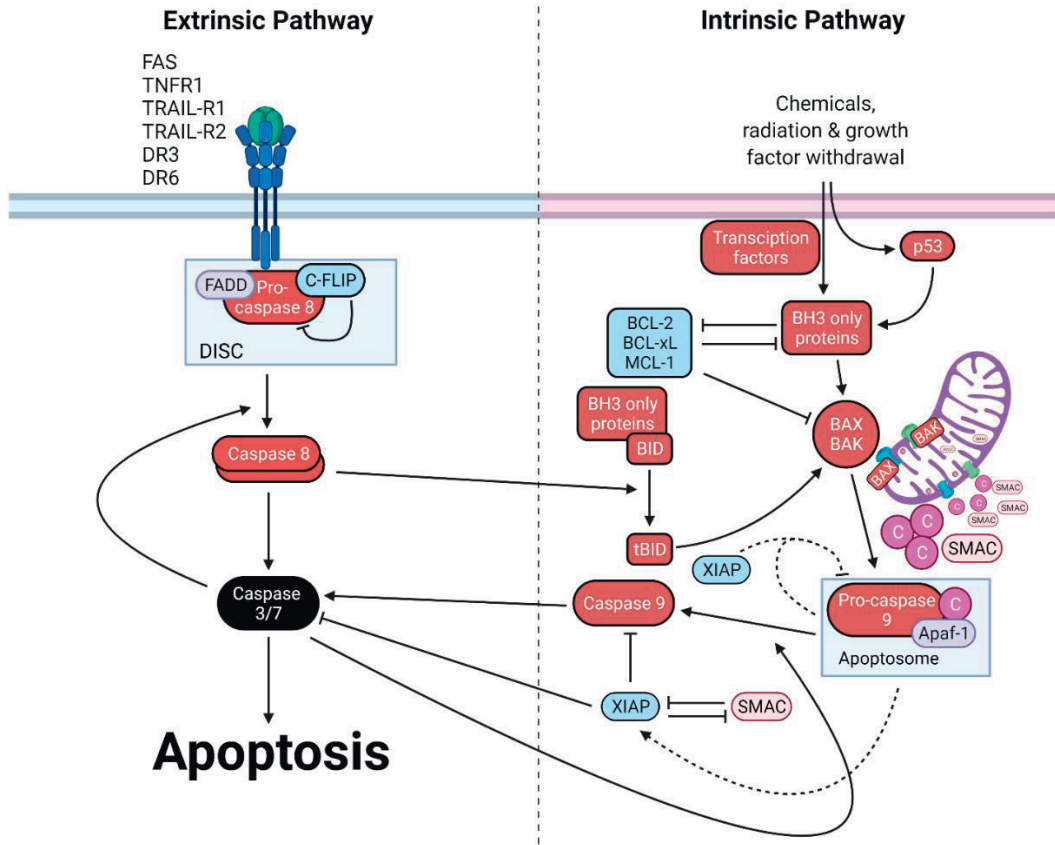 Extrinsic Pathway
FAS
TNFR1
TRAIL-R1
TRAIL-R2
DR3
DR6
FADD
Pro-
caspase 8
C-FLIP
DISC
Caspase 8
Caspase
3/7
Apoptosis
Intrinsic Pathway
Chemicals,
radiation & growth
factor withdrawal
Transciption
factors
p53
BH3 only
proteins
BCL-2
BCL-xL
MCL-1
BH3 only
proteins
BID
tBID
BAX
BAK
BAK
BAX
C
SMAC
C
C
SMAC
SMAC
C
C
C
SMAC
XIAP
Caspase 9
Pro-caspase
9
C
Apaf-1
Apoptosome
XIAP
SMAC